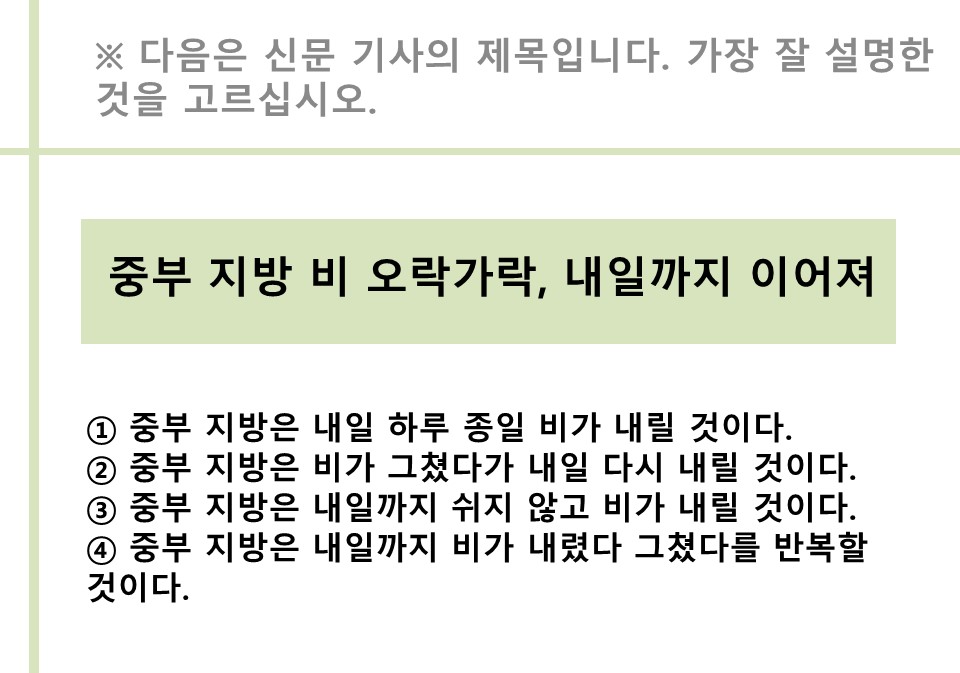 ※ 다음은 신문 기사의 제목입니다. 가장 잘 설명한
것을 고르십시오.
중부 지방 비 오락가락, 내일까지 이어져
① 중부 지방은 내일 하루 종일 비가 내릴 것이다.
② 중부 지방은 비가 그쳤다가 내일 다시 내릴 것이다.
③ 중부 지방은 내일까지 쉬지 않고 비가 내릴 것이다.
④ 중부 지방은 내일까지 비가 내렸다 그쳤다를 반복할
것이다.